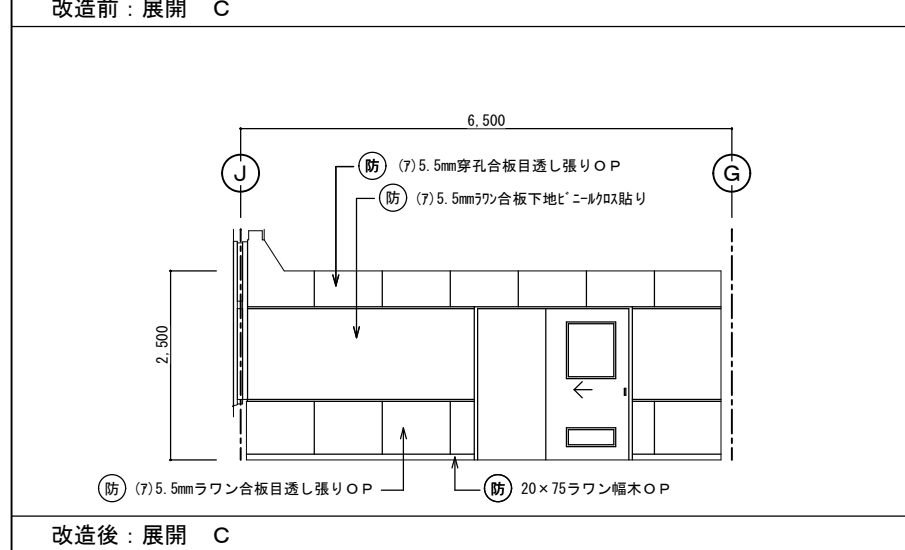 改造前：展開　C
6,500
J
G
防 (ｱ)5.5mm穿孔合板目透し張りＯＰ
防 (ｱ)5.5mmﾗﾜﾝ合板下地ﾋﾞﾆｰﾙｸﾛｽ貼り
2,500
防 (ｱ)5.5mmラワン合板目透し張りＯＰ
防 20×75ラワン幅木ＯＰ
改造後：展開　C